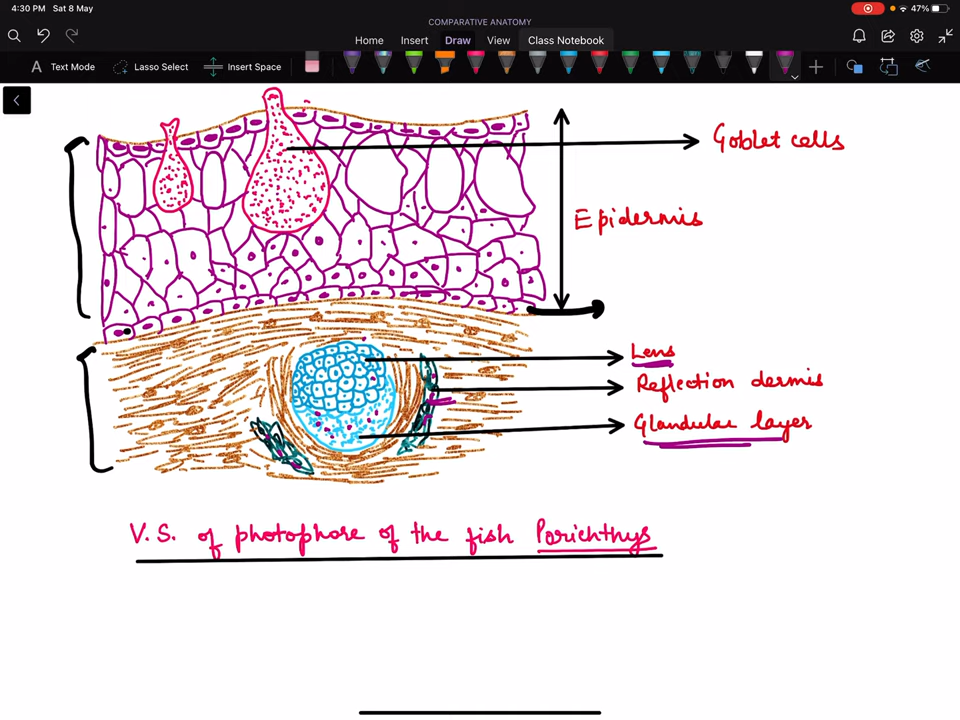 4:30 PM Sat 8 May
47%
COMPARATIVE ANATOMY
Home Insert Draw View Class Notebook
A Text Mode Lasso Select Insert Space
Goblet cells
Epidermis
Lens
Reflection dermis
Glandular layer
V.S. of photophore of the fish Porichthys